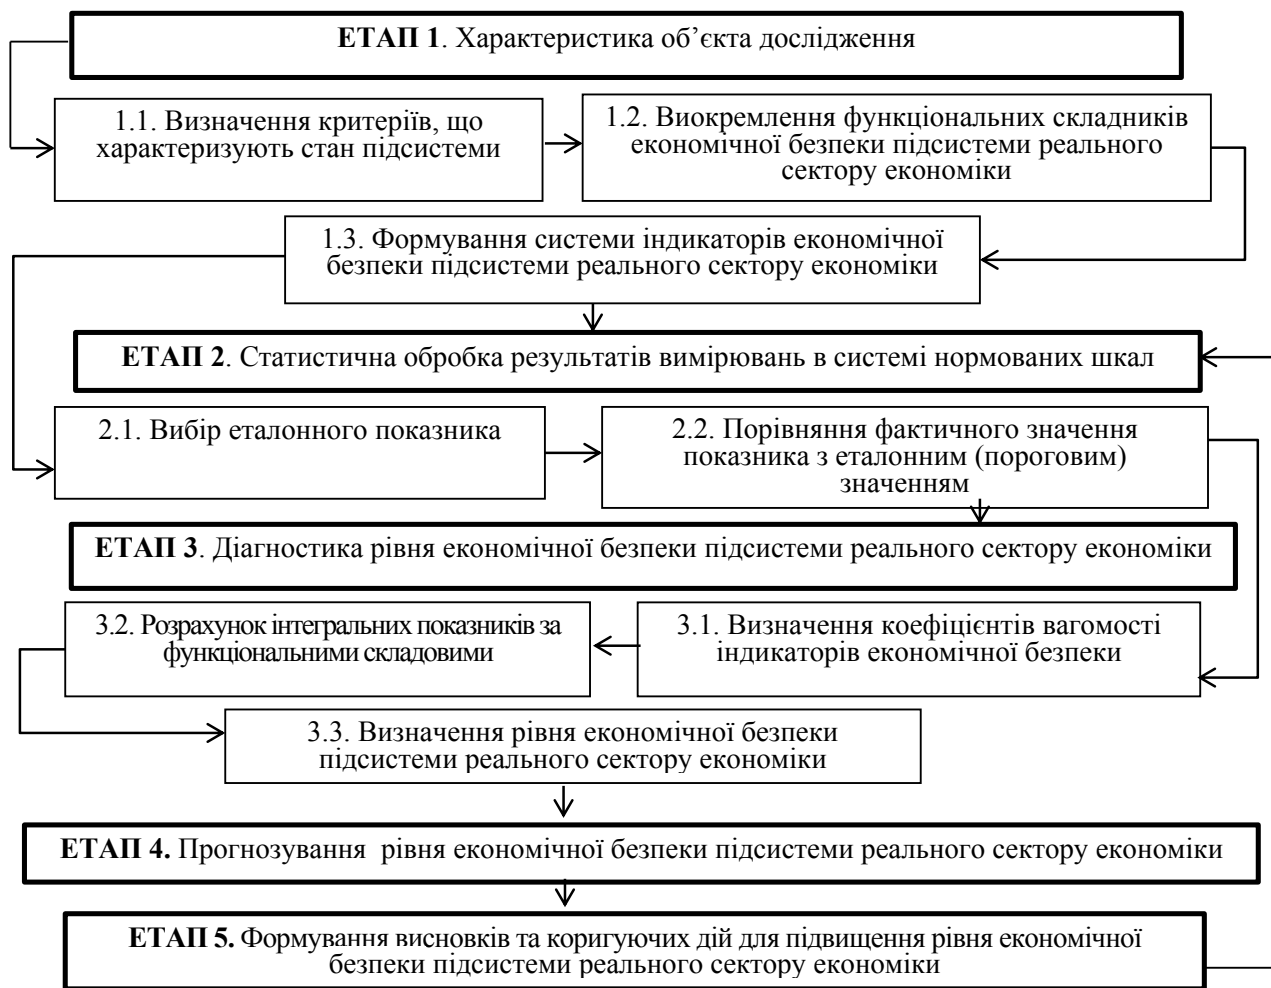 ЕТАП 1. Характеристика об’єкта дослідження
1.1. Визначення критеріїв, що
характеризують стан підсистеми
1.2. Виокремлення функціональних складників
економічної безпеки підсистеми реального
сектору економіки
1.3. Формування системи індикаторів економічної
безпеки підсистеми реального сектору економіки
ЕТАП 2. Статистична обробка результатів вимірювань в системі нормованих шкал
2.1. Вибір еталонного показника
2.2. Порівняння фактичного значення
показника з еталонним (пороговим)
значенням
ЕТАП 3. Діагностика рівня економічної безпеки підсистеми реального сектору економіки
3.2. Розрахунок інтегральних показників за
функціональними складовими
3.1. Визначення коефіцієнтів вагомості
індикаторів економічної безпеки
3.3. Визначення рівня економічної безпеки
підсистеми реального сектору економіки
ЕТАП 4. Прогнозування рівня економічної безпеки підсистеми реального сектору економіки
ЕТАП 5. Формування висновків та коригуючих дій для підвищення рівня економічної
безпеки підсистеми реального сектору економіки